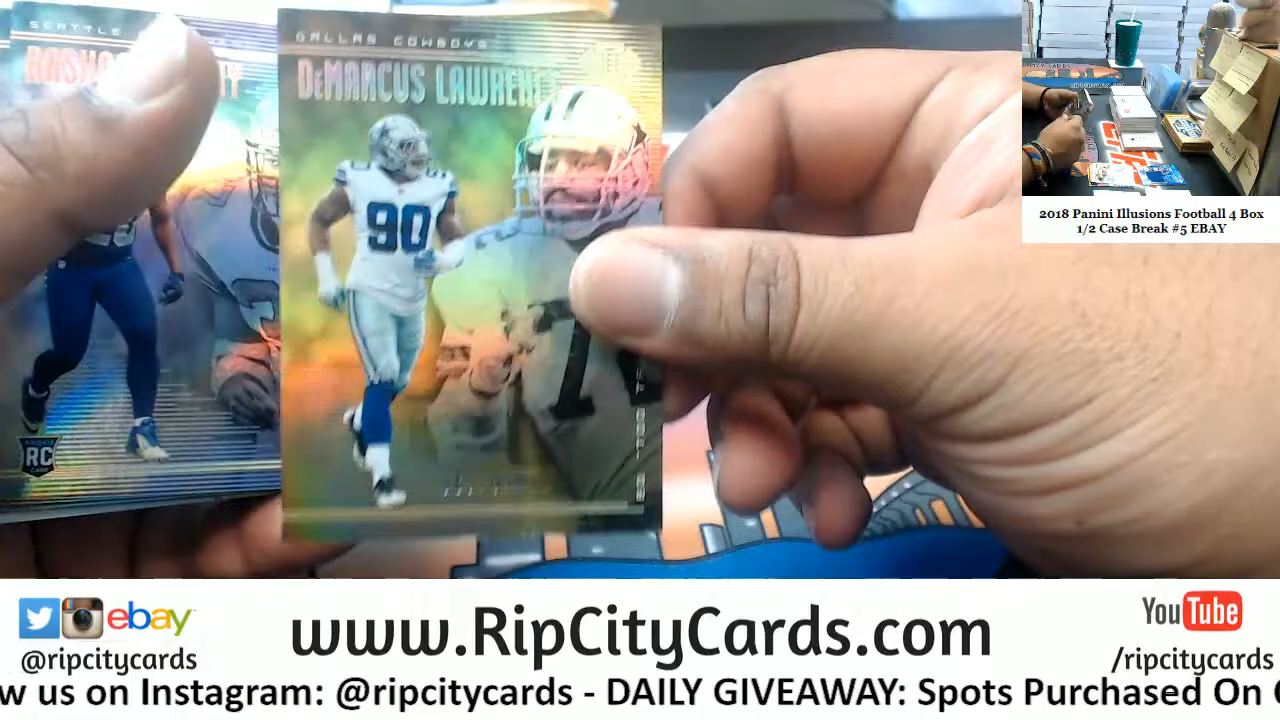 SEATTLE
DALLAS COWBOYS
DeMARCUS LAWRENCE
90
RC
2018 Panini Illusions Football 4 Box
1/2 Case Break #5 EBAY
ebay
@ripcitycards
www.RipCityCards.com
YouTube
/ripcitycards
w us on Instagram: @ripcitycards - DAILY GIVEAWAY: Spots Purchased On